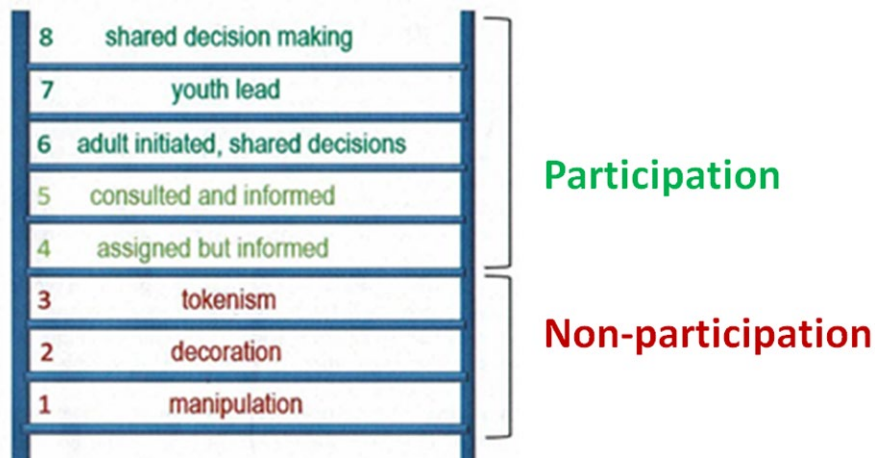 8 shared decision making
7 youth lead
6 adult initiated, shared decisions
5 consulted and informed
4 assigned but informed
3 tokenism
2 decoration
1 manipulation
Participation
Non-participation